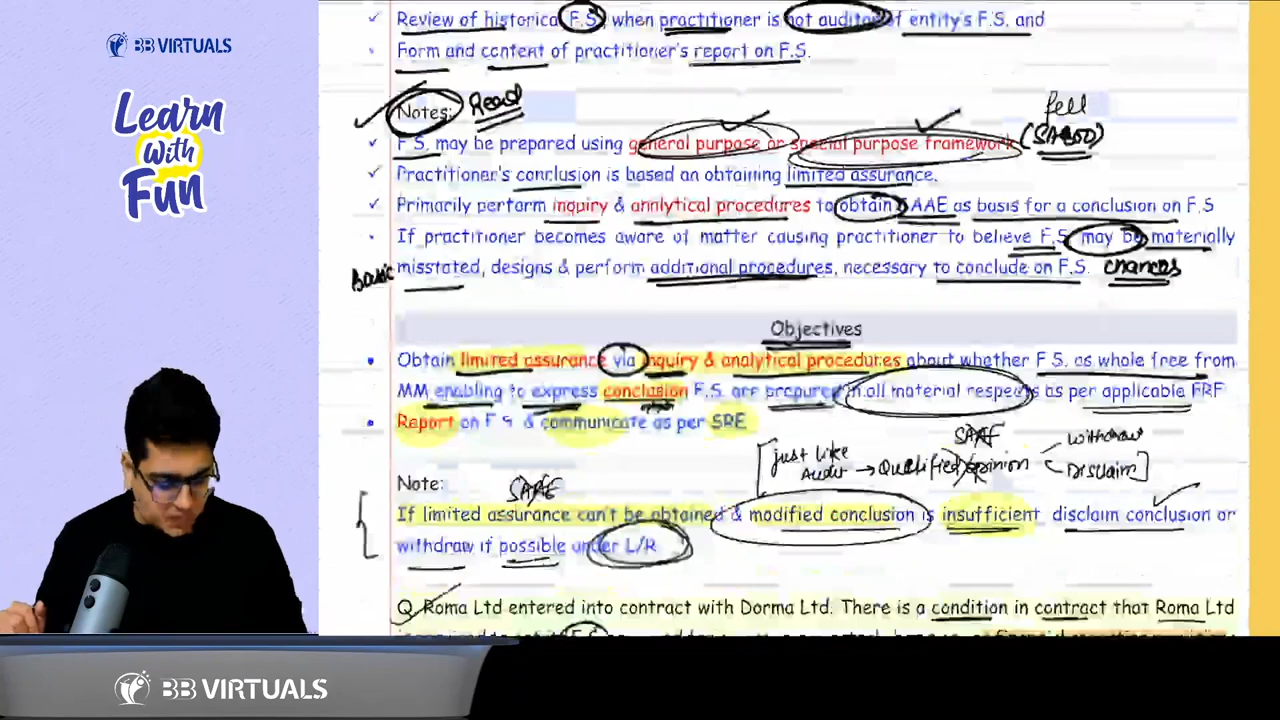 BB VIRTUALS
Learn
With
Fun
✓ Review of historical F.S. when practitioner is not auditor of entity's F.S. and
Form and content of practitioner's report on F.S.
Notes: Read
fell
✓ F.S. may be prepared using general purpose or special purpose framework (SA800)
✓ Practitioner's conclusion is based an obtaining limited assurance.
✓ Primarily perform inquiry & analytical procedures to obtain SAAE as basis for a conclusion on F.S
If practitioner becomes aware of matter causing practitioner to believe F.S. may be materially
Basic misstated, designs & perform additional procedures, necessary to conclude on F.S. chances
Objectives
• Obtain limited assurance via inquiry & analytical procedures about whether F.S. as whole free from
MM enabling to express conclusion F.S. are prepared in all material respects as per applicable FRF
• Report on F.S & communicate as per SRE
[just like Audit → Qualified opinion Withdraw Disclaim]
Note:
If limited assurance can't be obtained & modified conclusion is insufficient disclaim conclusion or
withdraw if possible under L/R
Q Roma Ltd entered into contract with Dorma Ltd. There is a condition in contract that Roma Ltd
BB VIRTUALS